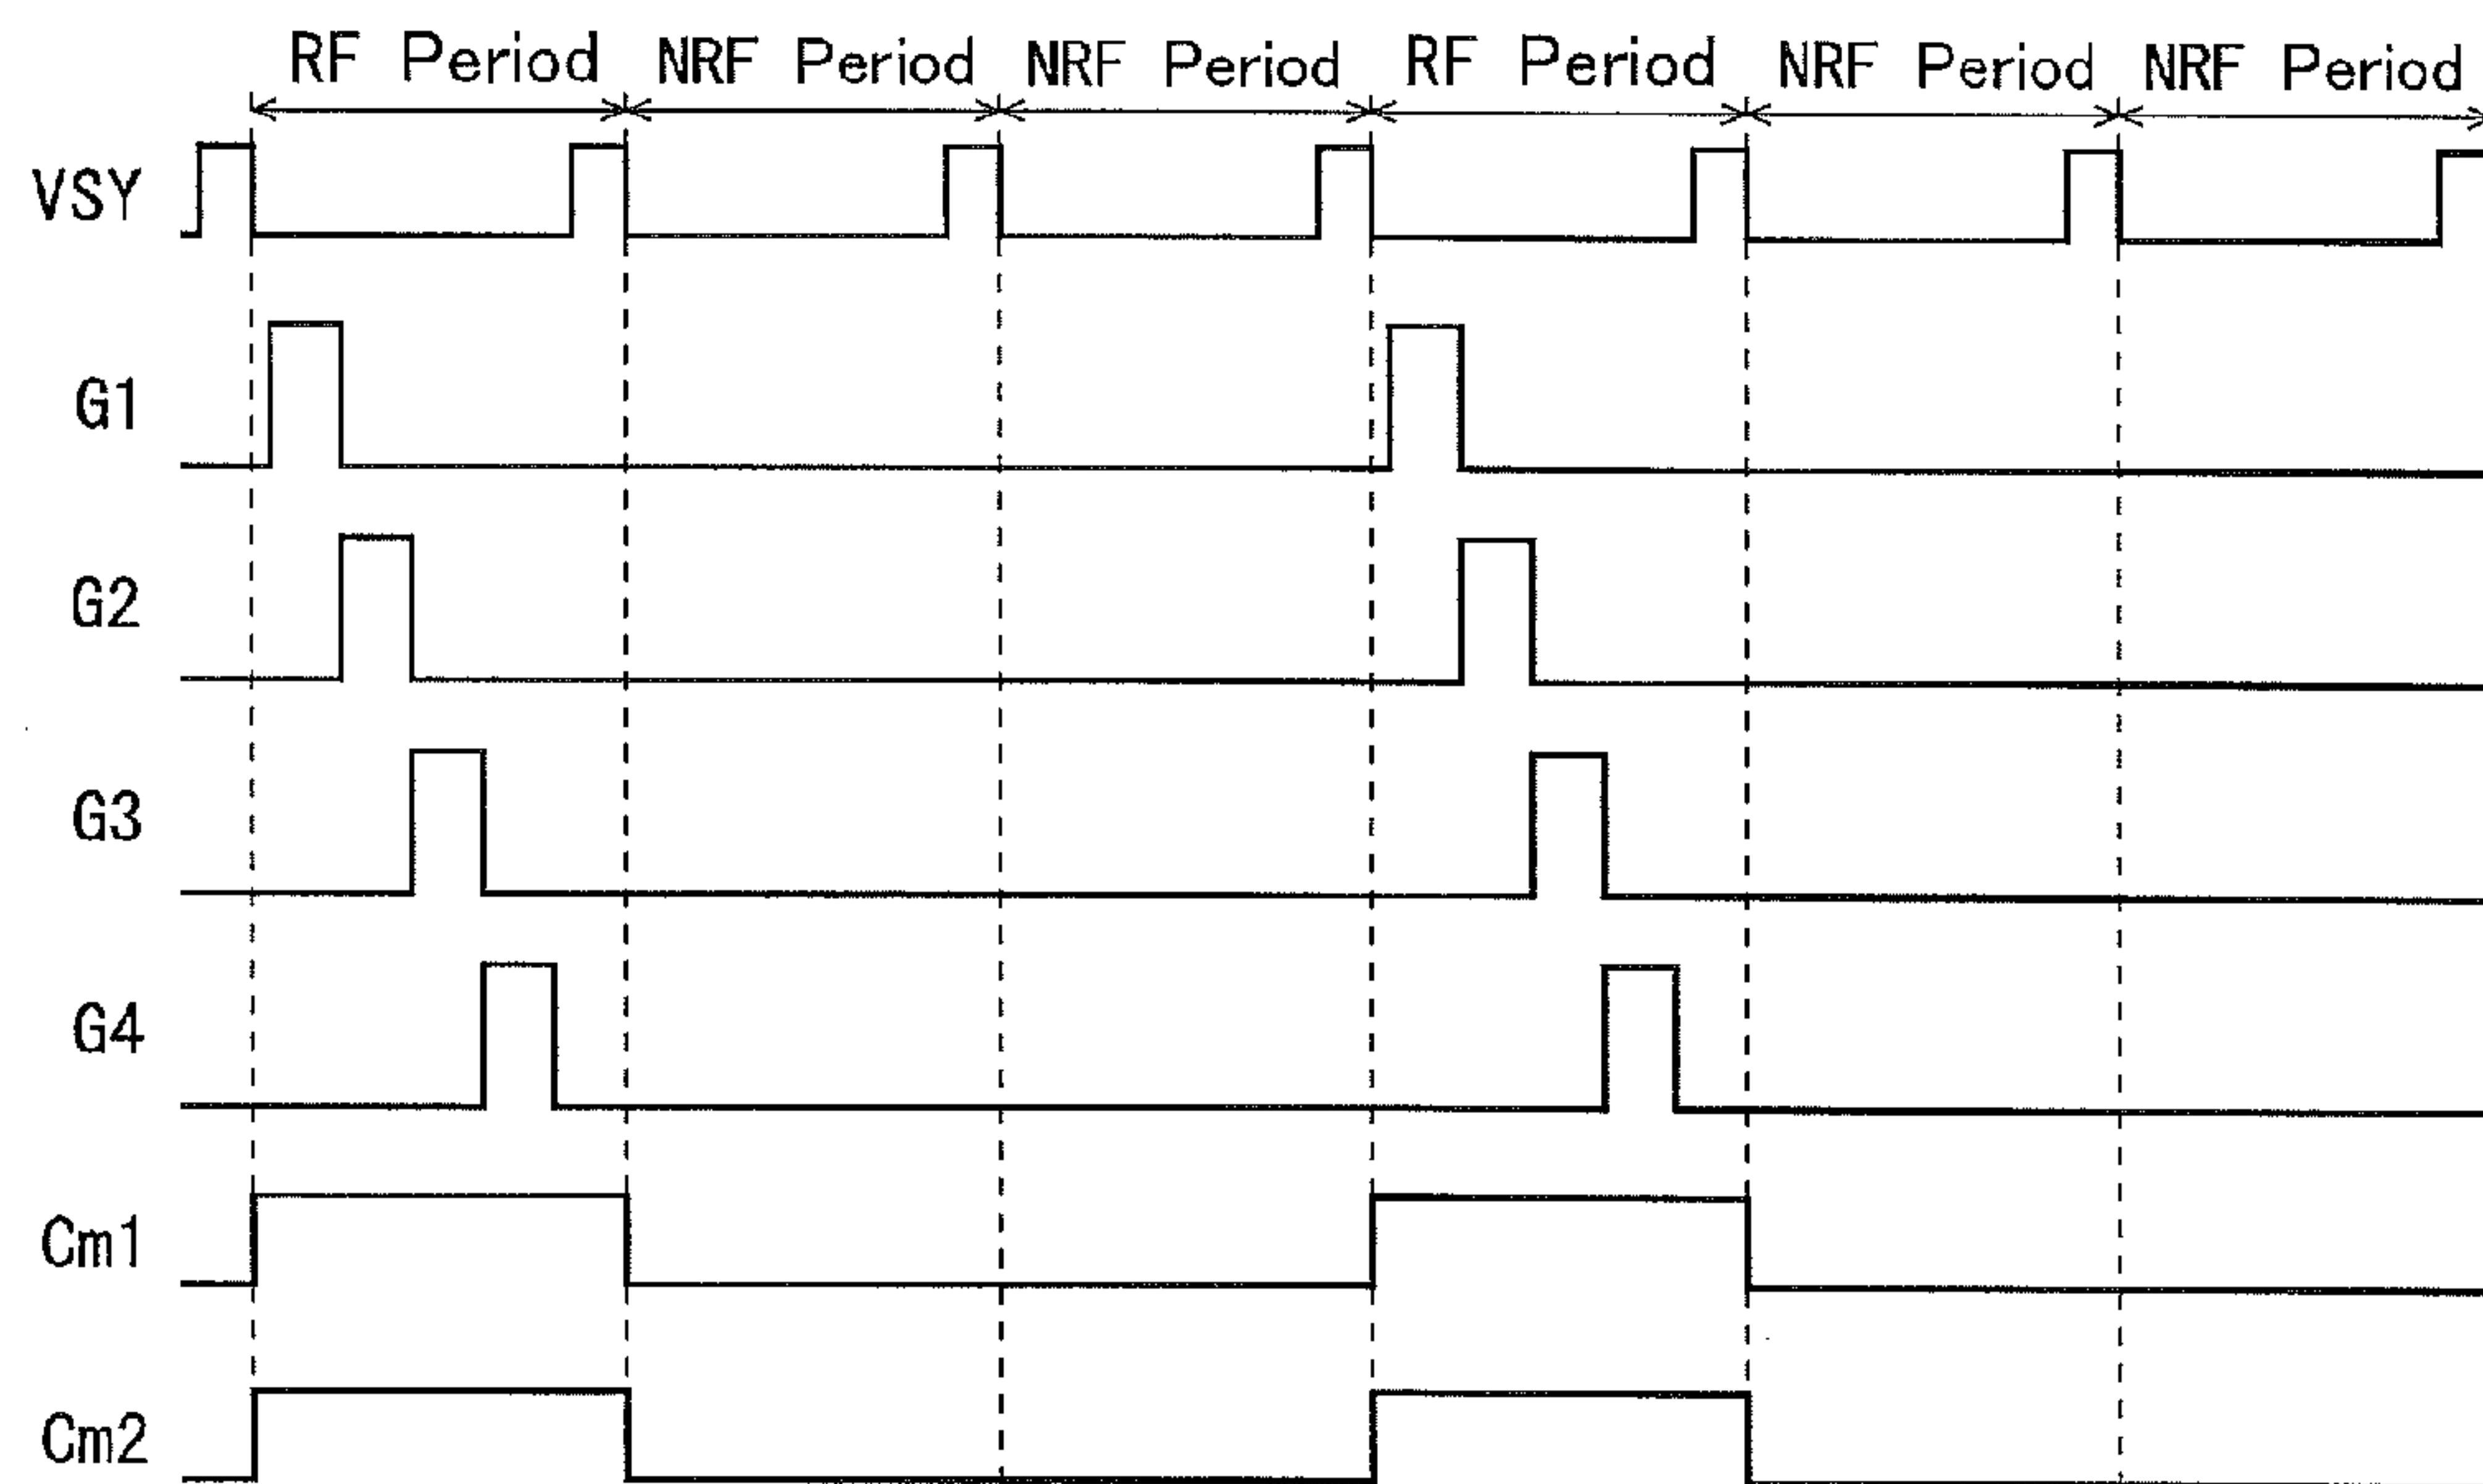 RF Period NRF Period NRF Period RF Period NRF Period NRF Period
VSY
G1
G2
G3
G4
Cm1
Cm2